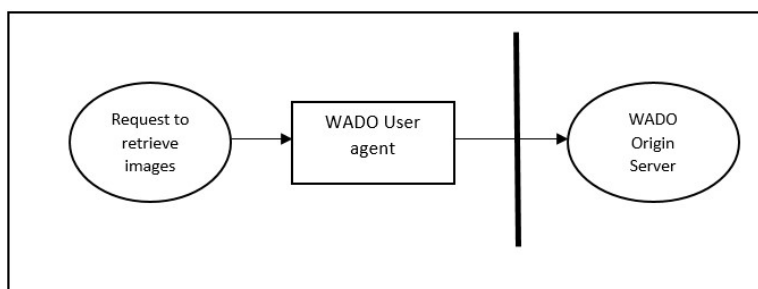 Request to
retrieve
images
WADO User
agent
WADO
Origin
Server